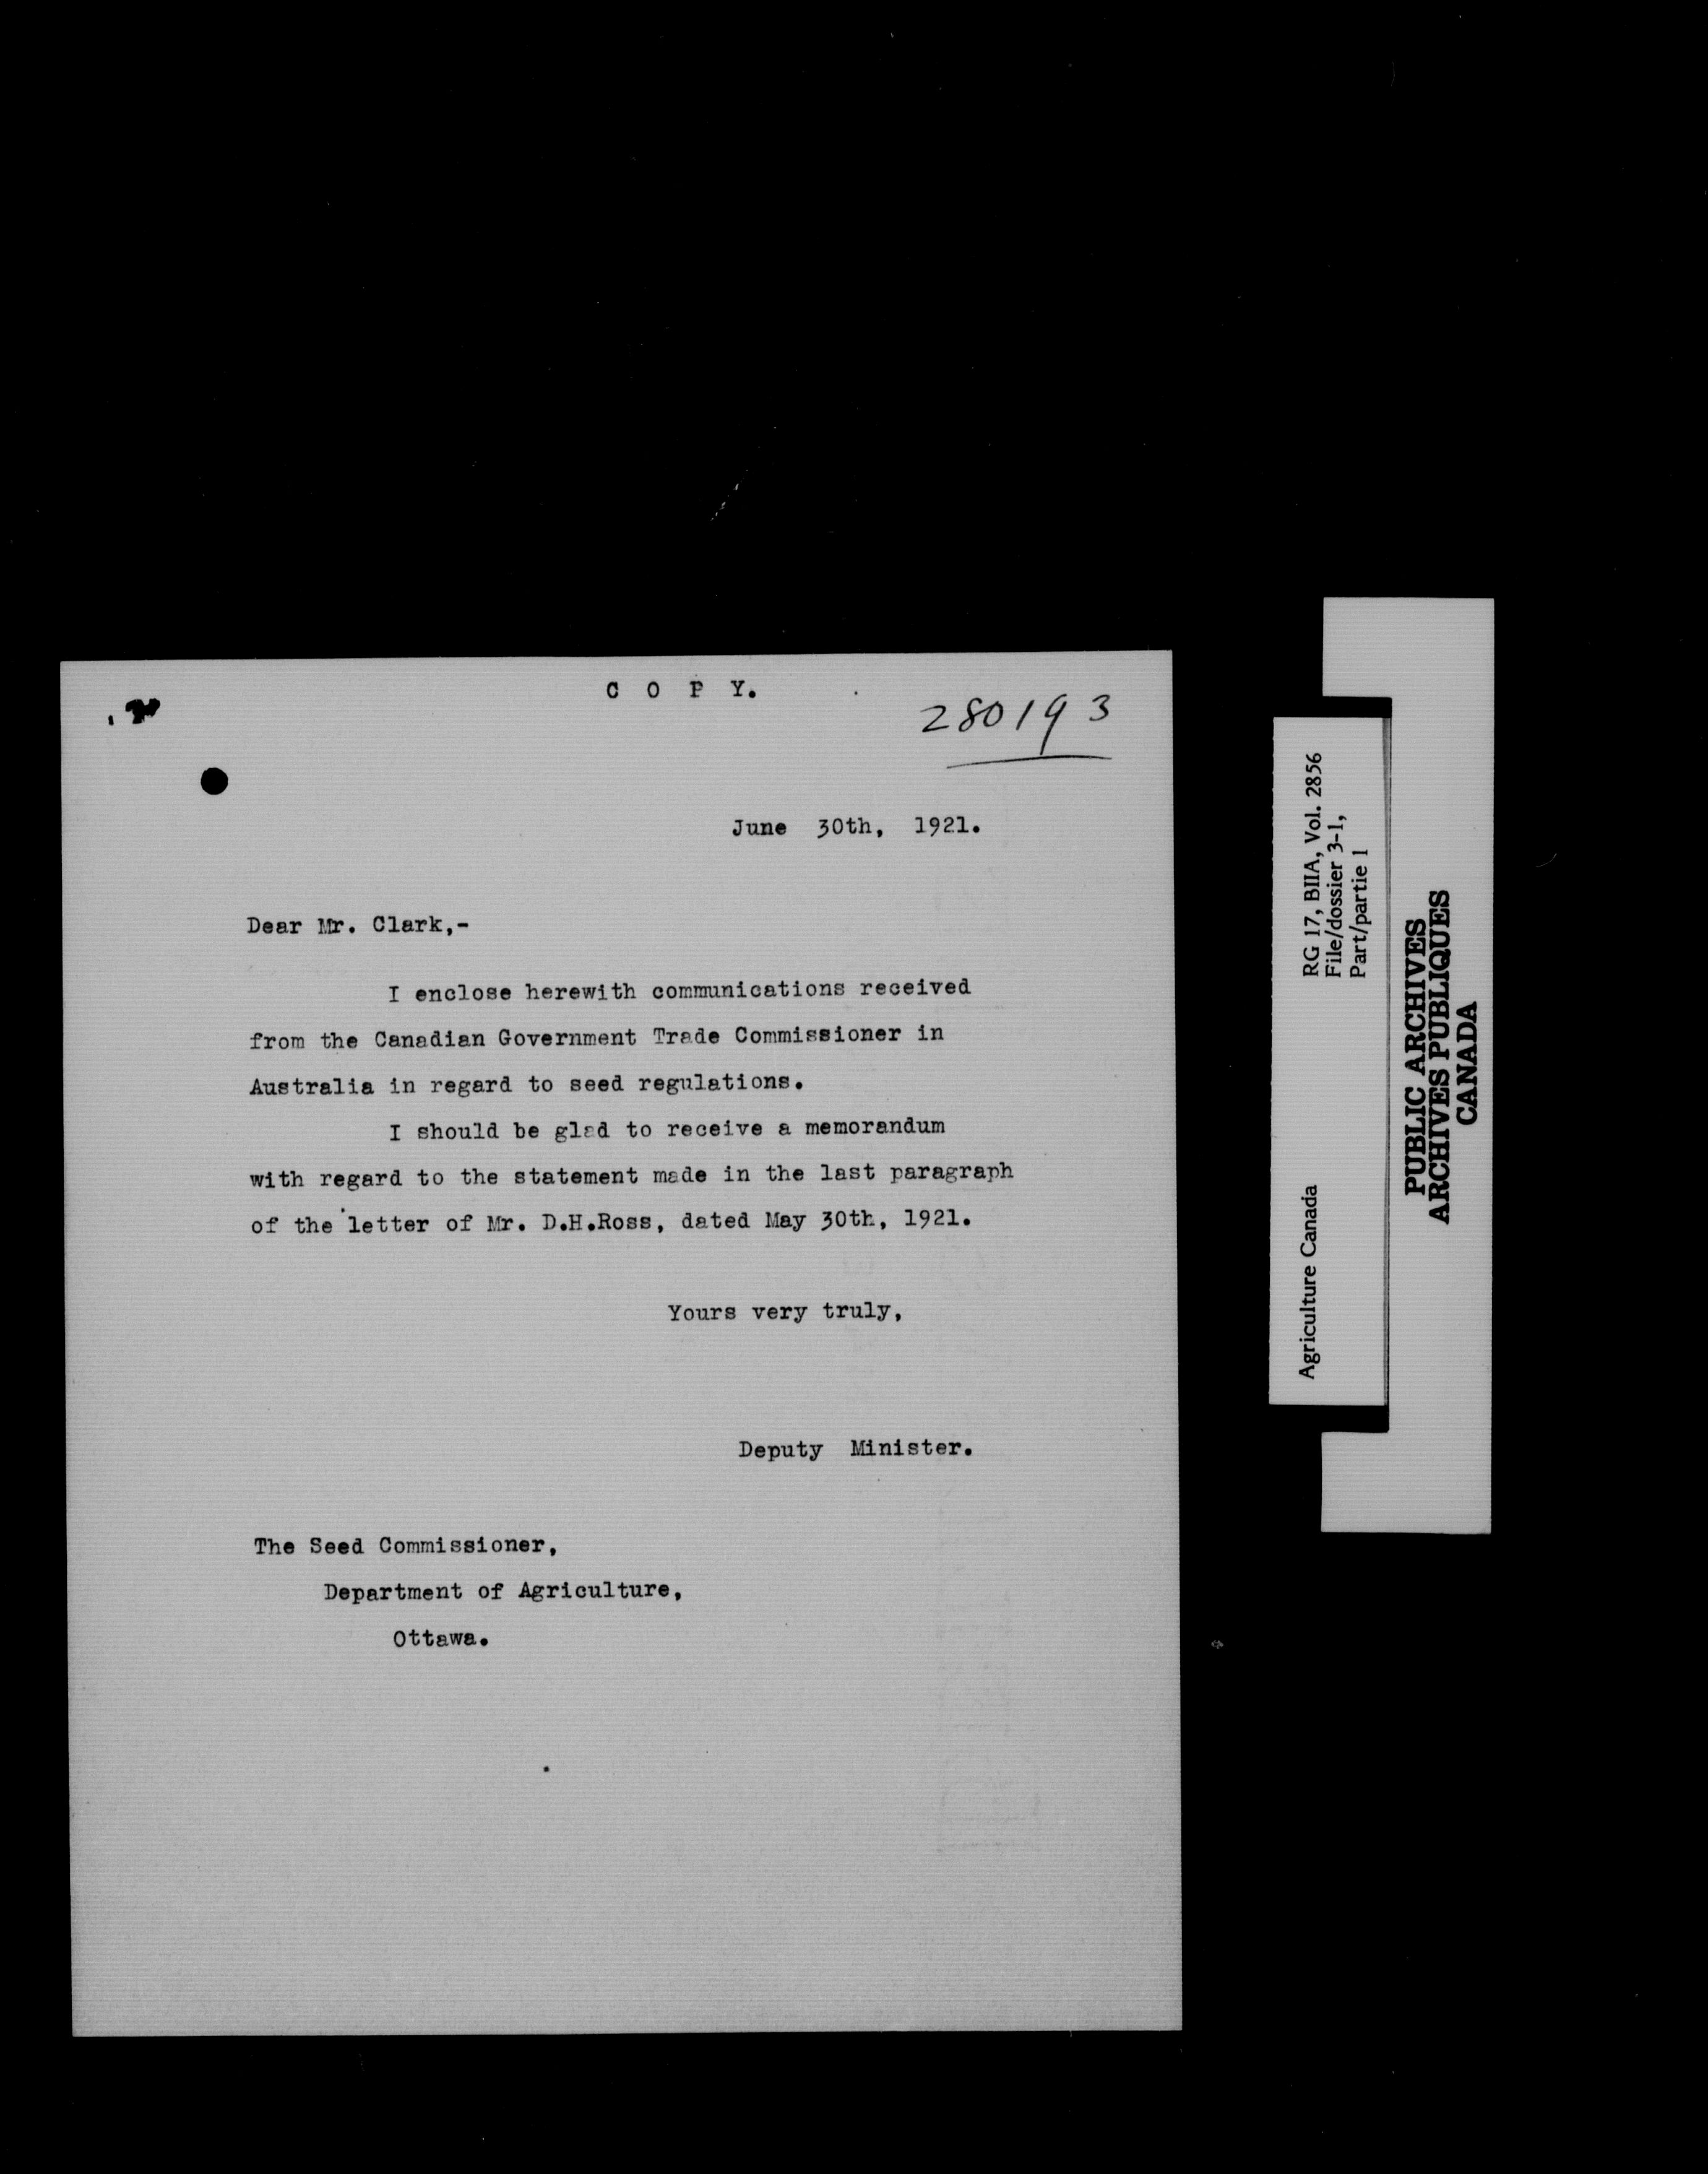 C O P Y.
280193
June 30th, 1921.
Dear Mr. Clark,-
I enclose herewith communications received
from the Canadian Government Trade Commissioner in
Australia in regard to seed regulations.
I should be glad to receive a memorandum
with regard to the statement made in the last paragraph
of the letter of Mr. D.H.Ross, dated May 30th, 1921.
Yours very truly,
Deputy Minister.
The Seed Commissioner,
Department of Agriculture,
Ottawa.
Agriculture Canada
RG 17, BIIA, Vol. 2856
File/dossier 3-1,
Part/partie 1
PUBLIC ARCHIVES
ARCHIVES PUBLIQUES
CANADA